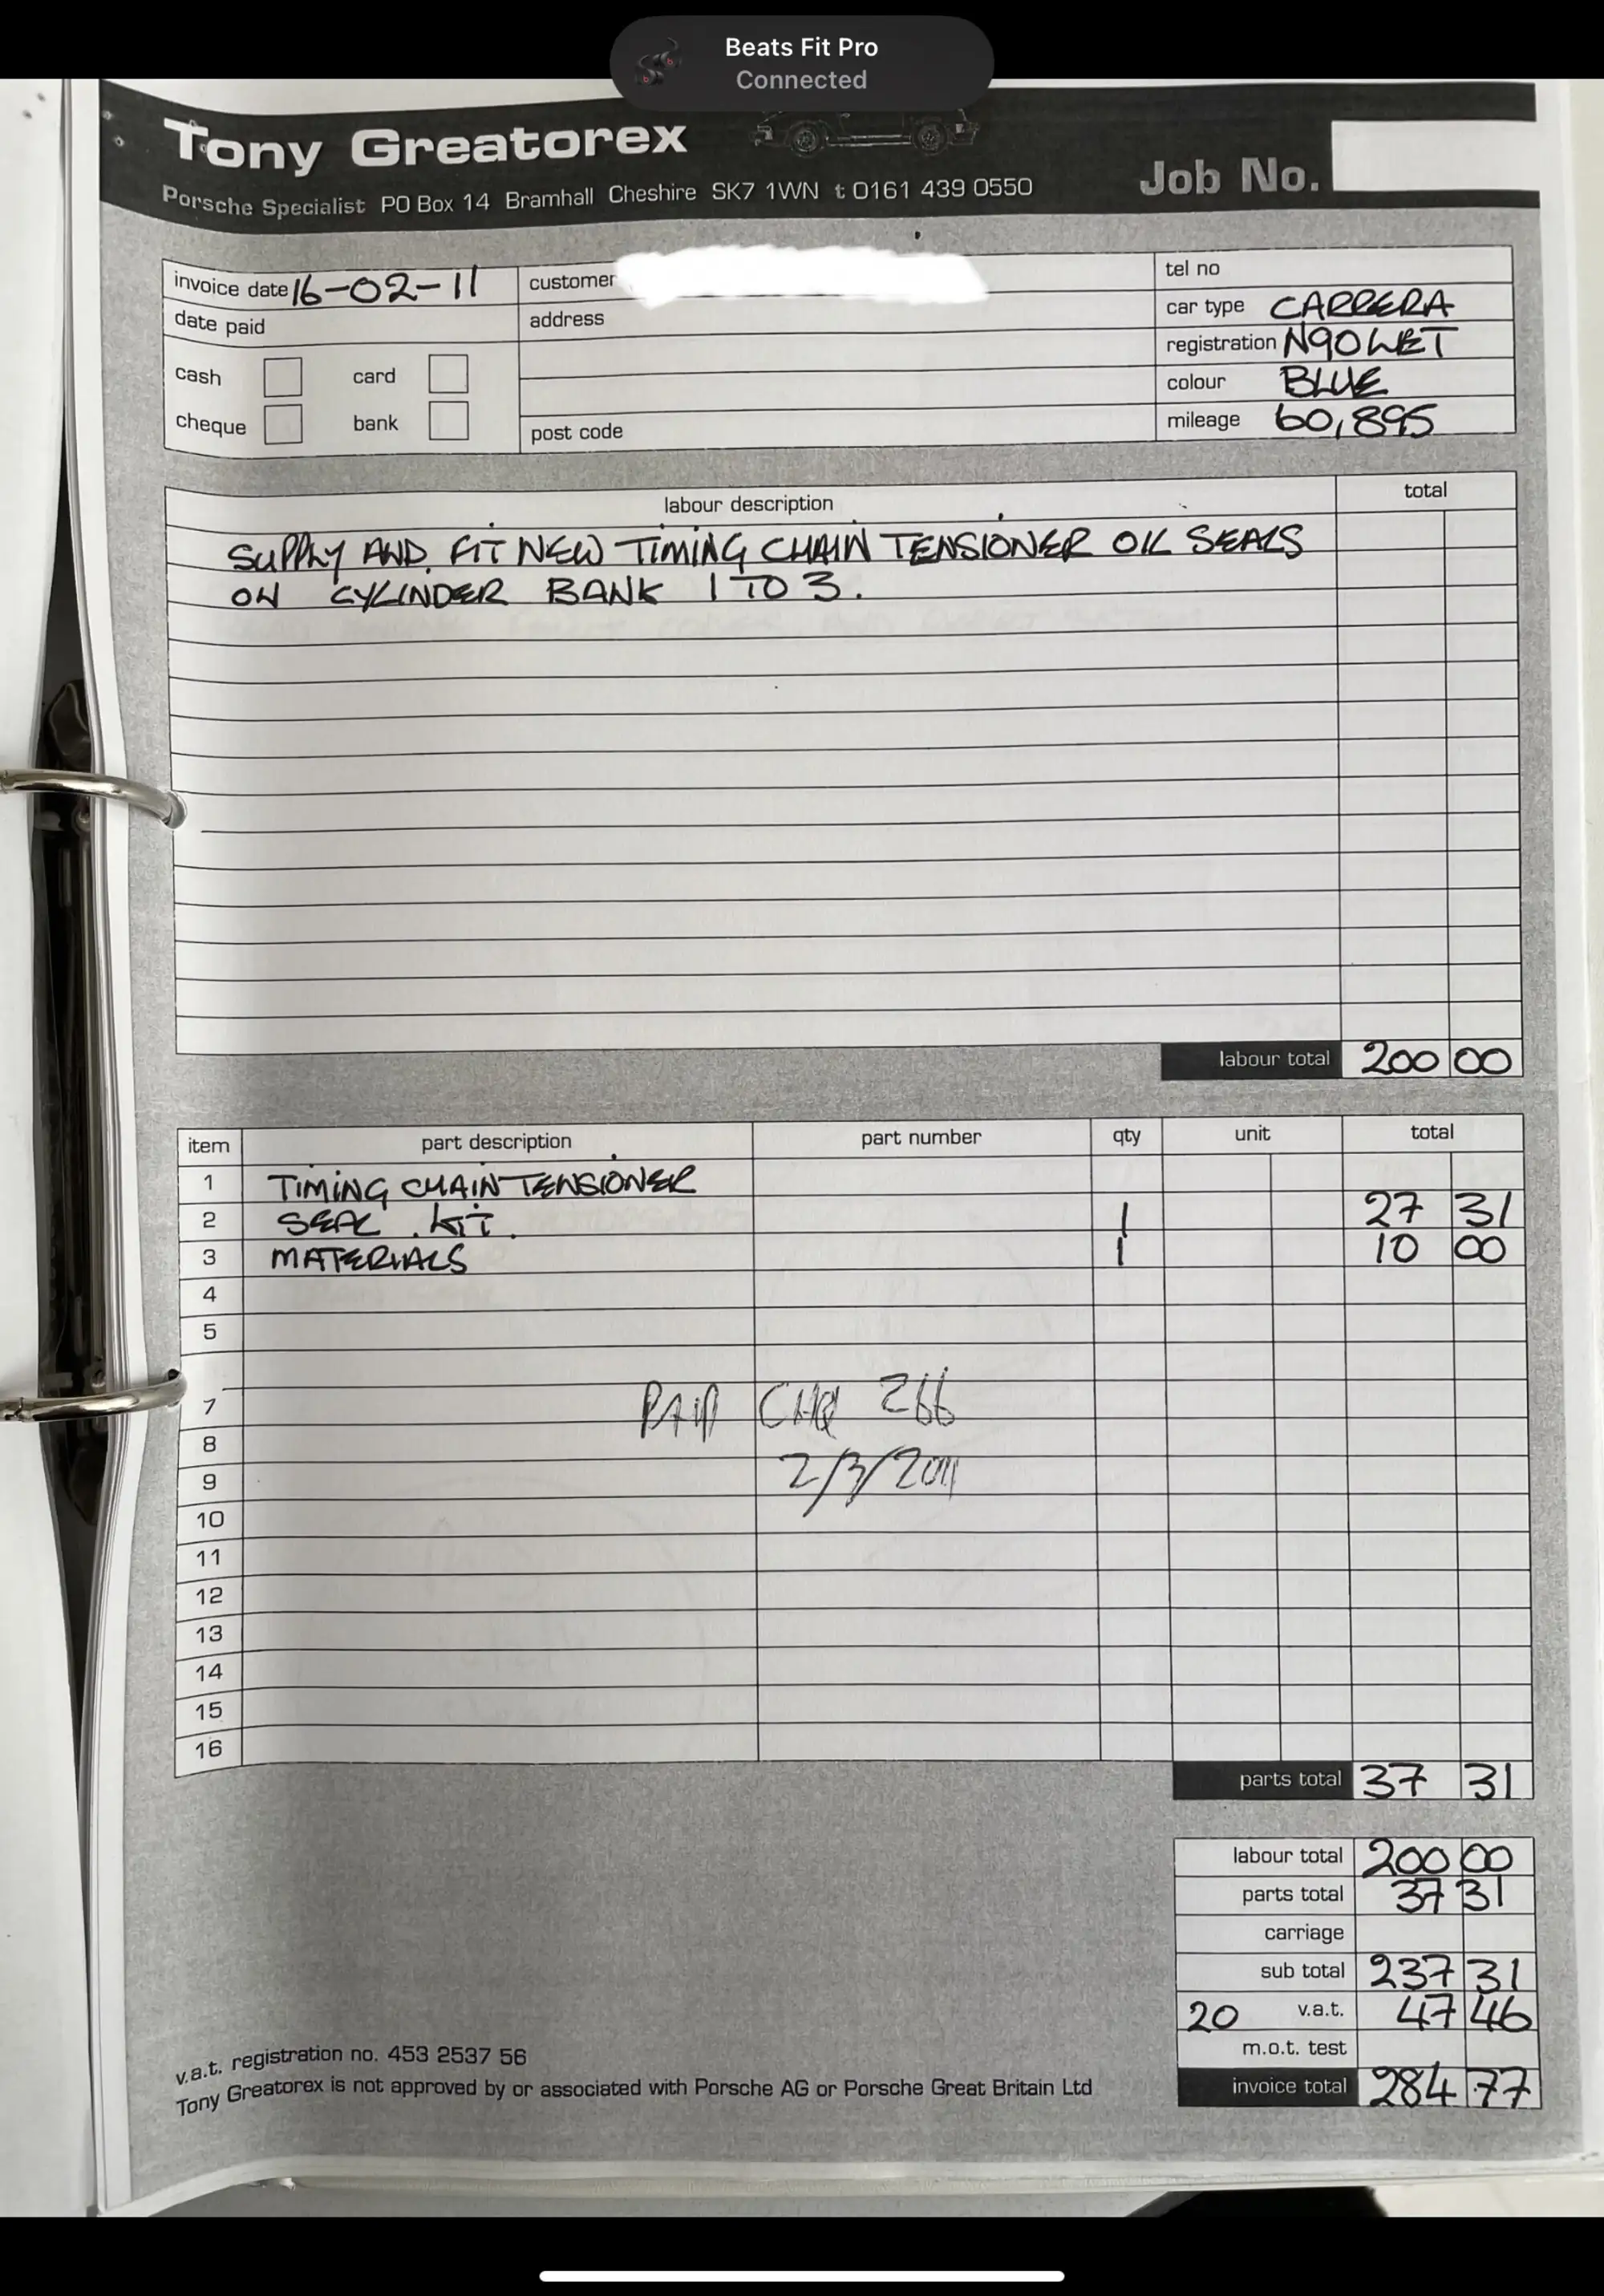 Beats Fit Pro
Connected
Tony Greatorex
Porsche Specialist PO Box 14 Bramhall Cheshire SK7 1WN t 0161 439 0550
Job No.
invoice date 16-02-11
date paid
cash card
cheque bank
customer
address
post code
tel no
car type CARRERA
registration N90WET
colour BLUE
mileage 60,895
labour description total
SUPPLY AND FIT NEW TIMING CHAIN TENSIONER OIL SEALS
ON CYLINDER BANK 1 TO 3.
labour total 200 00
item part description part number qty unit total
1 TIMING CHAIN TENSIONER
2 SEAL KIT. 1 27 31
3 MATERIALS 1 10 00
4
5
7 PAID CHQ 266
8
9 2/3/2011
10
11
12
13
14
15
16
parts total 37 31
labour total 200 00
parts total 37 31
carriage
sub total 237 31
20 v.a.t. 47 46
m.o.t. test
invoice total 284 77
v.a.t. registration no. 453 2537 56
Tony Greatorex is not approved by or associated with Porsche AG or Porsche Great Britain Ltd